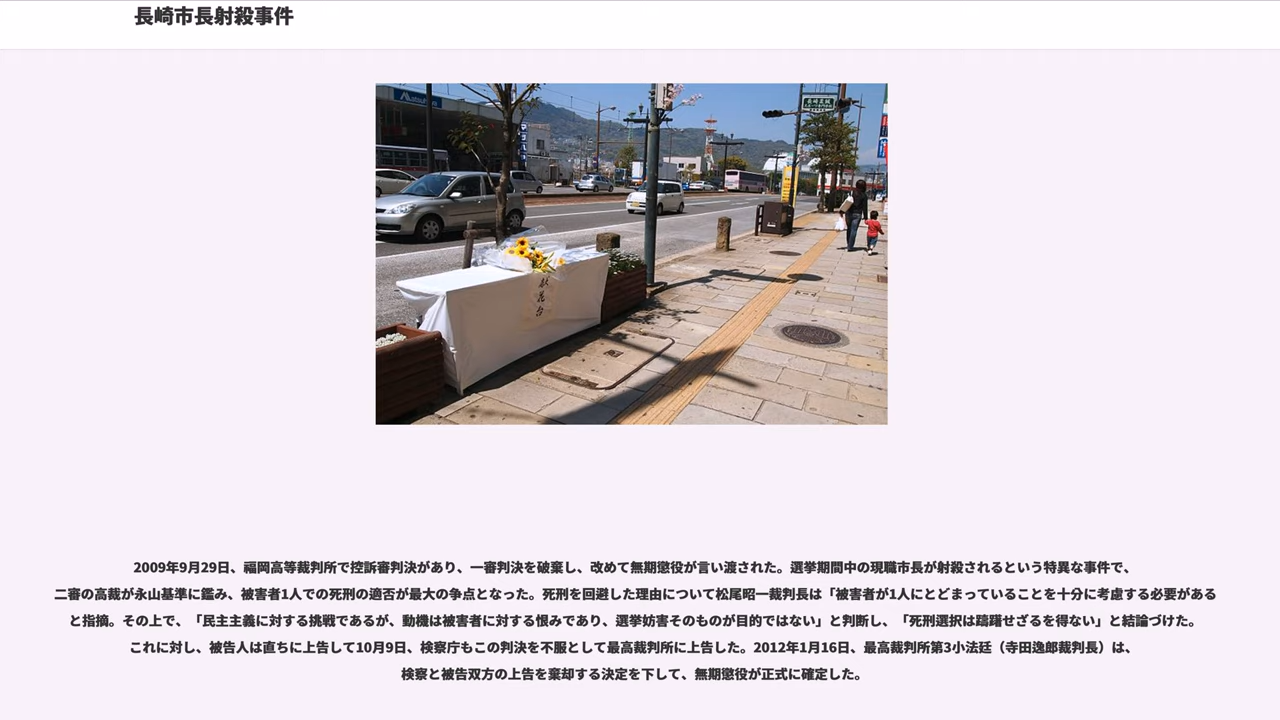 長崎市長射殺事件
Matsufuji
献花台
2009年9月29日、福岡高等裁判所で控訴審判決があり、一審判決を破棄し、改めて無期懲役が言い渡された。選挙期間中の現職市長が射殺されるという特異な事件で、
二審の高裁が永山基準に鑑み、被害者1人での死刑の適否が最大の争点となった。死刑を回避した理由について松尾昭一裁判長は「被害者が1人にとどまっていることを十分に考慮する必要がある
と指摘。その上で、「民主主義に対する挑戦であるが、動機は被害者に対する恨みであり、選挙妨害そのものが目的ではない」と判断し、「死刑選択は躊躇せざるを得ない」と結論づけた。
これに対し、被告人は直ちに上告して10月9日、検察庁もこの判決を不服として最高裁判所に上告した。2012年1月16日、最高裁判所第3小法廷（寺田逸郎裁判長）は、
検察と被告双方の上告を棄却する決定を下して、無期懲役が正式に確定した。